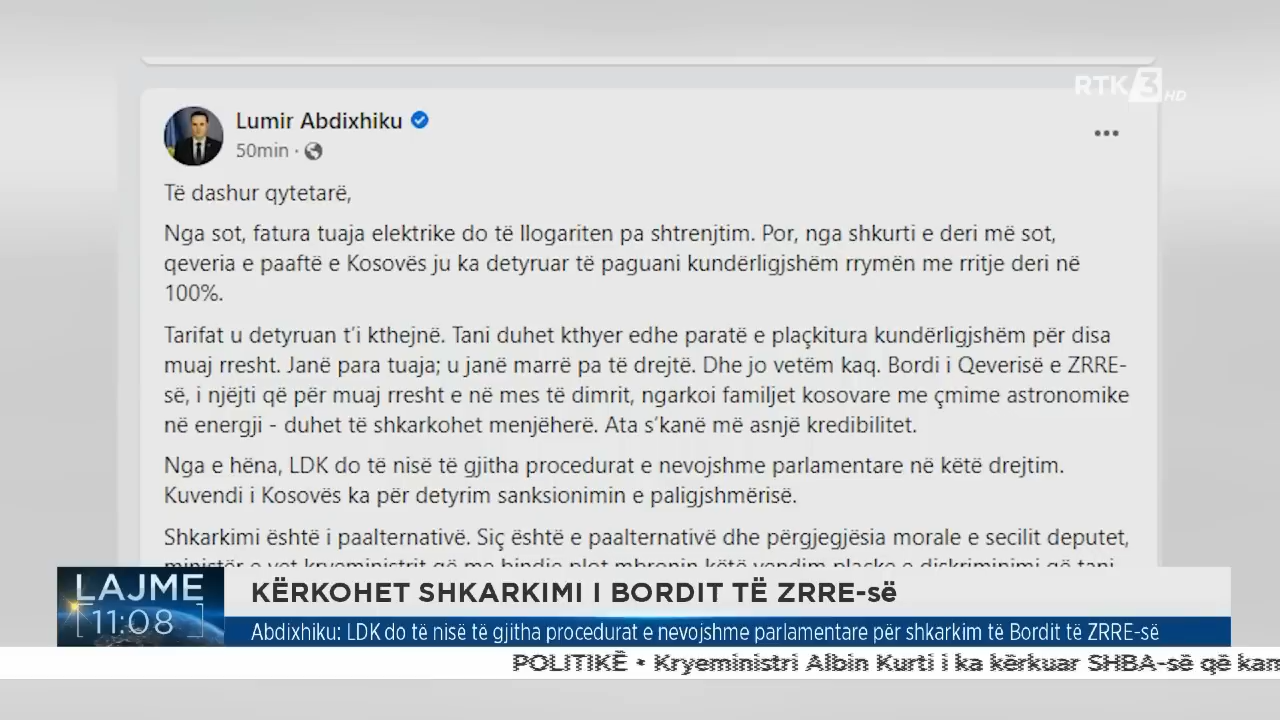 RTK 3 HD
Lumir Abdixhiku
50min ·
Të dashur qytetarë,
Nga sot, fatura tuaja elektrike do të llogariten pa shtrenjtim. Por, nga shkurti e deri më sot,
qeveria e paaftë e Kosovës ju ka detyruar të paguani kundërligjshëm rrymën me rritje deri në
100%.
Tarifat u detyruan t'i kthejnë. Tani duhet kthyer edhe paratë e plaçkitura kundërligjshëm për disa
muaj rresht. Janë para tuaja; u janë marrë pa të drejtë. Dhe jo vetëm kaq. Bordi i Qeverisë e ZRRE-
së, i njëjti që për muaj rresht e në mes të dimrit, ngarkoi familjet kosovare me çmime astronomike
në energji - duhet të shkarkohet menjëherë. Ata s'kanë më asnjë kredibilitet.
Nga e hëna, LDK do të nisë të gjitha procedurat e nevojshme parlamentare në këtë drejtim.
Kuvendi i Kosovës ka për detyrim sanksionimin e paligjshmërisë.
Shkarkimi është i paalternativë. Siç është e paalternativë dhe përgjegjësia morale e secilit deputet,
LAJME
11:08
KËRKOHET SHKARKIMI I BORDIT TË ZRRE-së
Abdixhiku: LDK do të nisë të gjitha procedurat e nevojshme parlamentare për shkarkim të Bordit të ZRRE-së
POLITIKË • Kryeministri Albin Kurti i ka kërkuar SHBA-së që kan